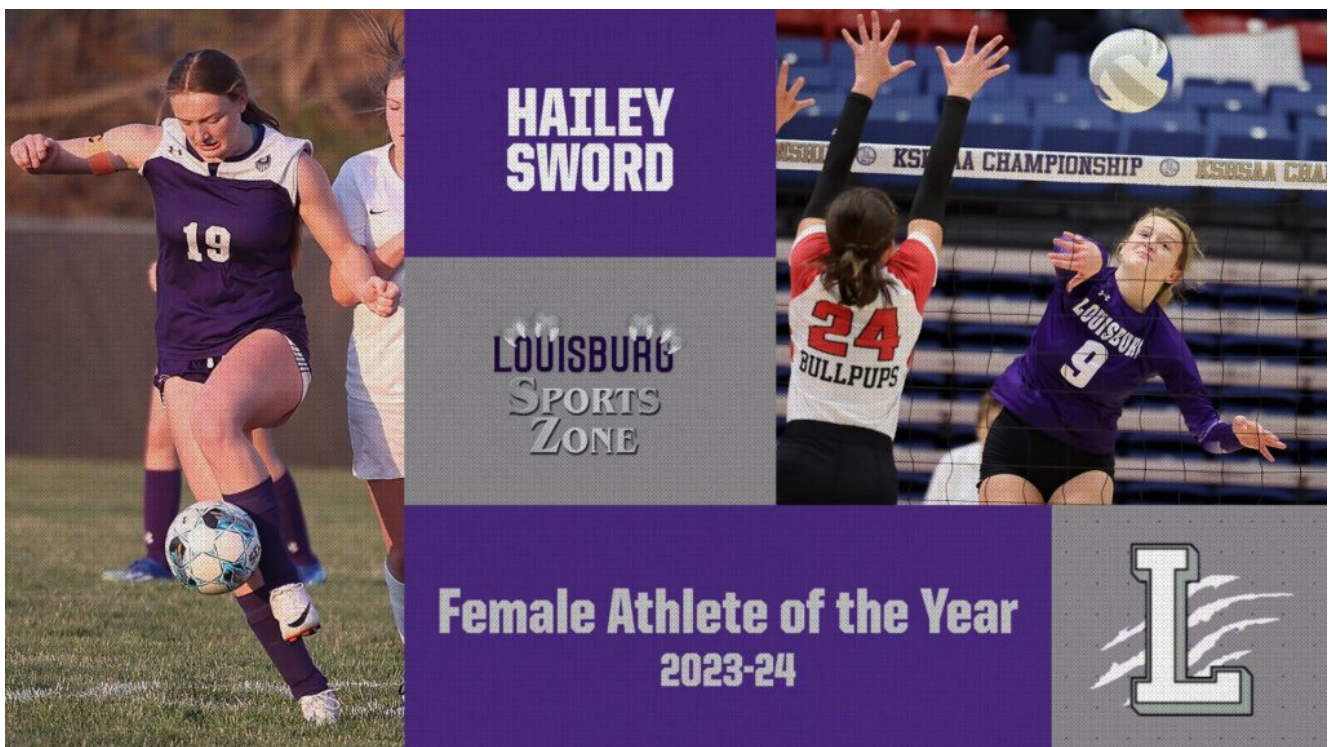 HAILEY
SWORD
19
LOUISBURG
SPORTS
ZONE
KSHSAA CHAMPIONSHIP
KSHSAA
24
BULLPUPS
LOUISBURG
9
Female Athlete of the Year
2023-24
L